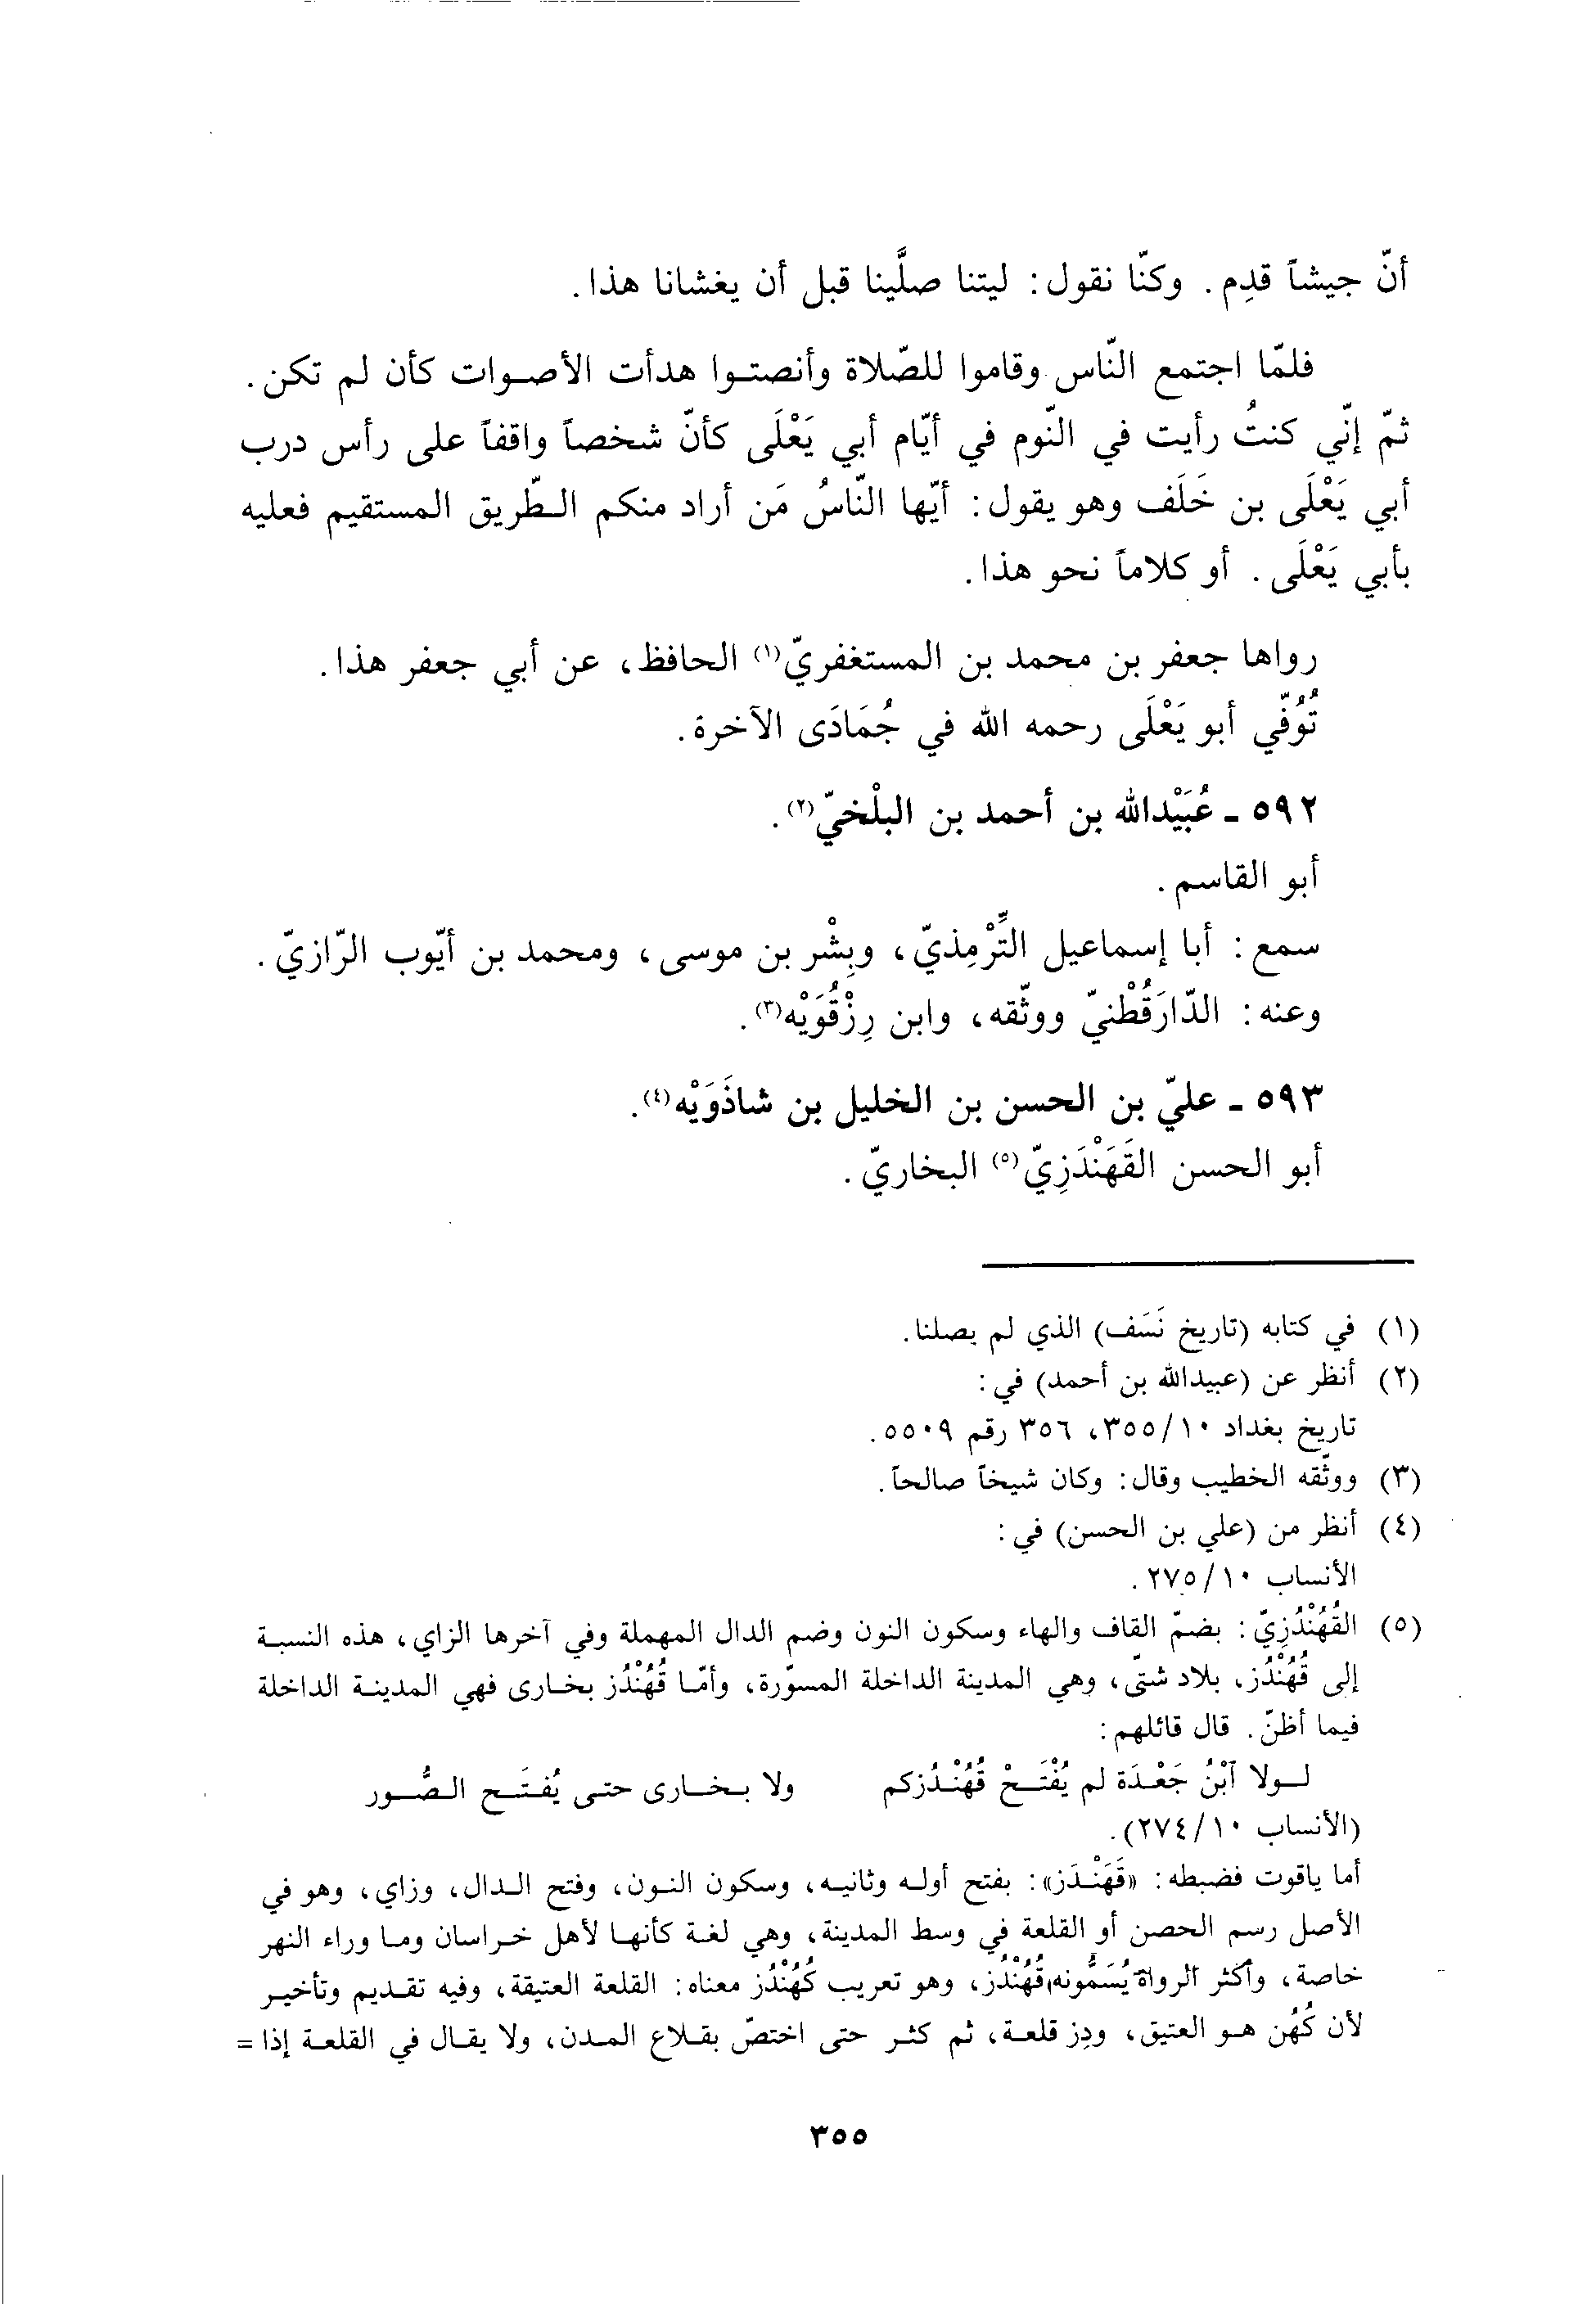 أنّ جيشاً قدِم. وكنّا نقول: ليتنا صلَّينا قبل أن يغشانا هذا.
فلمّا اجتمع النّاس وقاموا للصّلاة وأنصتوا هدأت الأصوات كأن لم تكن.
ثمّ إنّي كنتُ رأيت في النّوم في أيّام أبي يَعْلَى كأنّ شخصاً واقفاً على رأس درب
أبي يَعْلَى بن خَلَف وهو يقول: أيّها النّاسُ مَن أراد منكم الطّريق المستقيم فعليه
بأبي يَعْلَى. أو كلاماً نحو هذا.
رواها جعفر بن محمد بن المستغفريّ(١) الحافظ، عن أبي جعفر هذا.
تُوُفّي أبو يَعْلَى رحمه الله في جُمَادَى الآخرة.
٥٩٢ - عُبَيْدالله بن أحمد بن البلْخيّ(٢).
أبو القاسم.
سمع: أبا إسماعيل التِّرْمِذيّ، وبِشْر بن موسى، ومحمد بن أيّوب الرّازيّ.
وعنه: الدّارَقُطْنيّ ووثّقه، وابن رِزْقُوَيْه(٣).
٥٩٣ - عليّ بن الحسن بن الخليل بن شاذَوَيْه(٤).
أبو الحسن القَهَنْدَزِيّ(٥) البخاريّ.
(١) في كتابه (تاريخ نَسَف) الذي لم يصلنا.
(٢) أنظر عن (عبيدالله بن أحمد) في:
تاريخ بغداد ٣٥٥/١٠، ٣٥٦ رقم ٥٥٠٩.
(٣) ووثّقه الخطيب وقال: وكان شيخاً صالحاً.
(٤) أنظر من (علي بن الحسن) في:
الأنساب ٢٧٥/١٠.
(٥) القُهُنْدُزِيّ: بضمّ القاف والهاء وسكون النون وضم الدال المهملة وفي آخرها الزاي، هذه النسبة
إلى قُهُنْدُز، بلاد شتّى، وهي المدينة الداخلة المسوّرة، وأمّا قُهُنْدُز بخارى فهي المدينة الداخلة
فيما أظنّ. قال قائلهم:
لولا آبْنُ جَعْدَة لم يُفْتَحْ قُهُنْدُزكم ولا بخارى حتى يُفتَح الصُّور
(الأنساب ٢٧٤/١٠).
أما ياقوت فضبطه: «قَهَنْدَز»: بفتح أوله وثانيه، وسكون النون، وفتح الدال، وزاي، وهو في
الأصل رسم الحصن أو القلعة في وسط المدينة، وهي لغة كأنها لأهل خراسان وما وراء النهر
خاصة، وأكثر الرواة يُسَمُّونه قُهُنْدُز، وهو تعريب كُهُنْدُز معناه: القلعة العتيقة، وفيه تقديم وتأخير
لأن كُهُن هو العتيق، ودِز قلعة، ثم كثر حتى اختصّ بقلاع المدن، ولا يقال في القلعة إذا =
٣٥٥